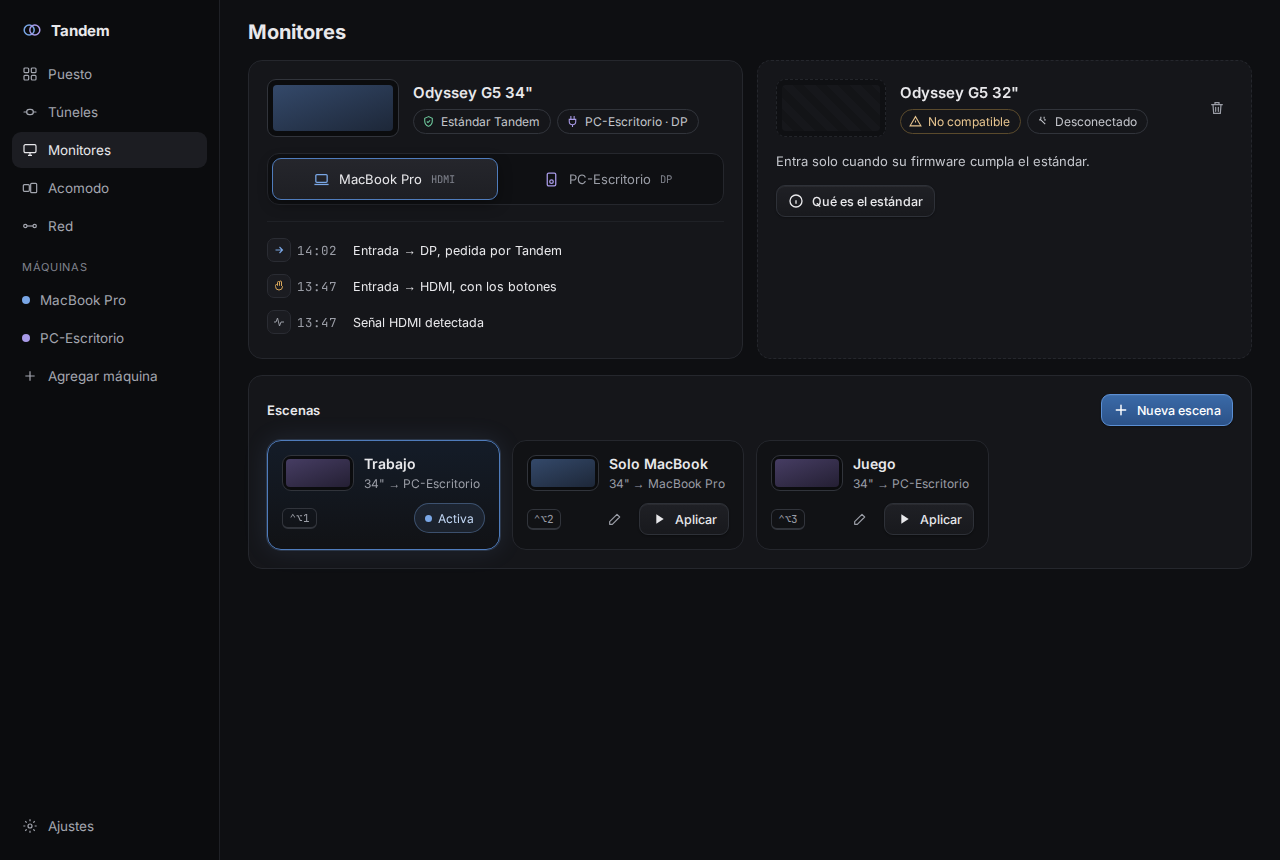 Tandem
Puesto
Túneles
Monitores
Acomodo
Red
MÁQUINAS
MacBook Pro
PC-Escritorio
Agregar máquina
Ajustes
Monitores
Odyssey G5 34"
Estándar Tandem
PC-Escritorio · DP
MacBook Pro HDMI
PC-Escritorio DP
14:02 Entrada → DP, pedida por Tandem
13:47 Entrada → HDMI, con los botones
13:47 Señal HDMI detectada
Odyssey G5 32"
No compatible
Desconectado
Entra solo cuando su firmware cumpla el estándar.
Qué es el estándar
Escenas
Nueva escena
Trabajo
34" → PC-Escritorio
⌃⌥1
Activa
Solo MacBook
34" → MacBook Pro
⌃⌥2
Aplicar
Juego
34" → PC-Escritorio
⌃⌥3
Aplicar